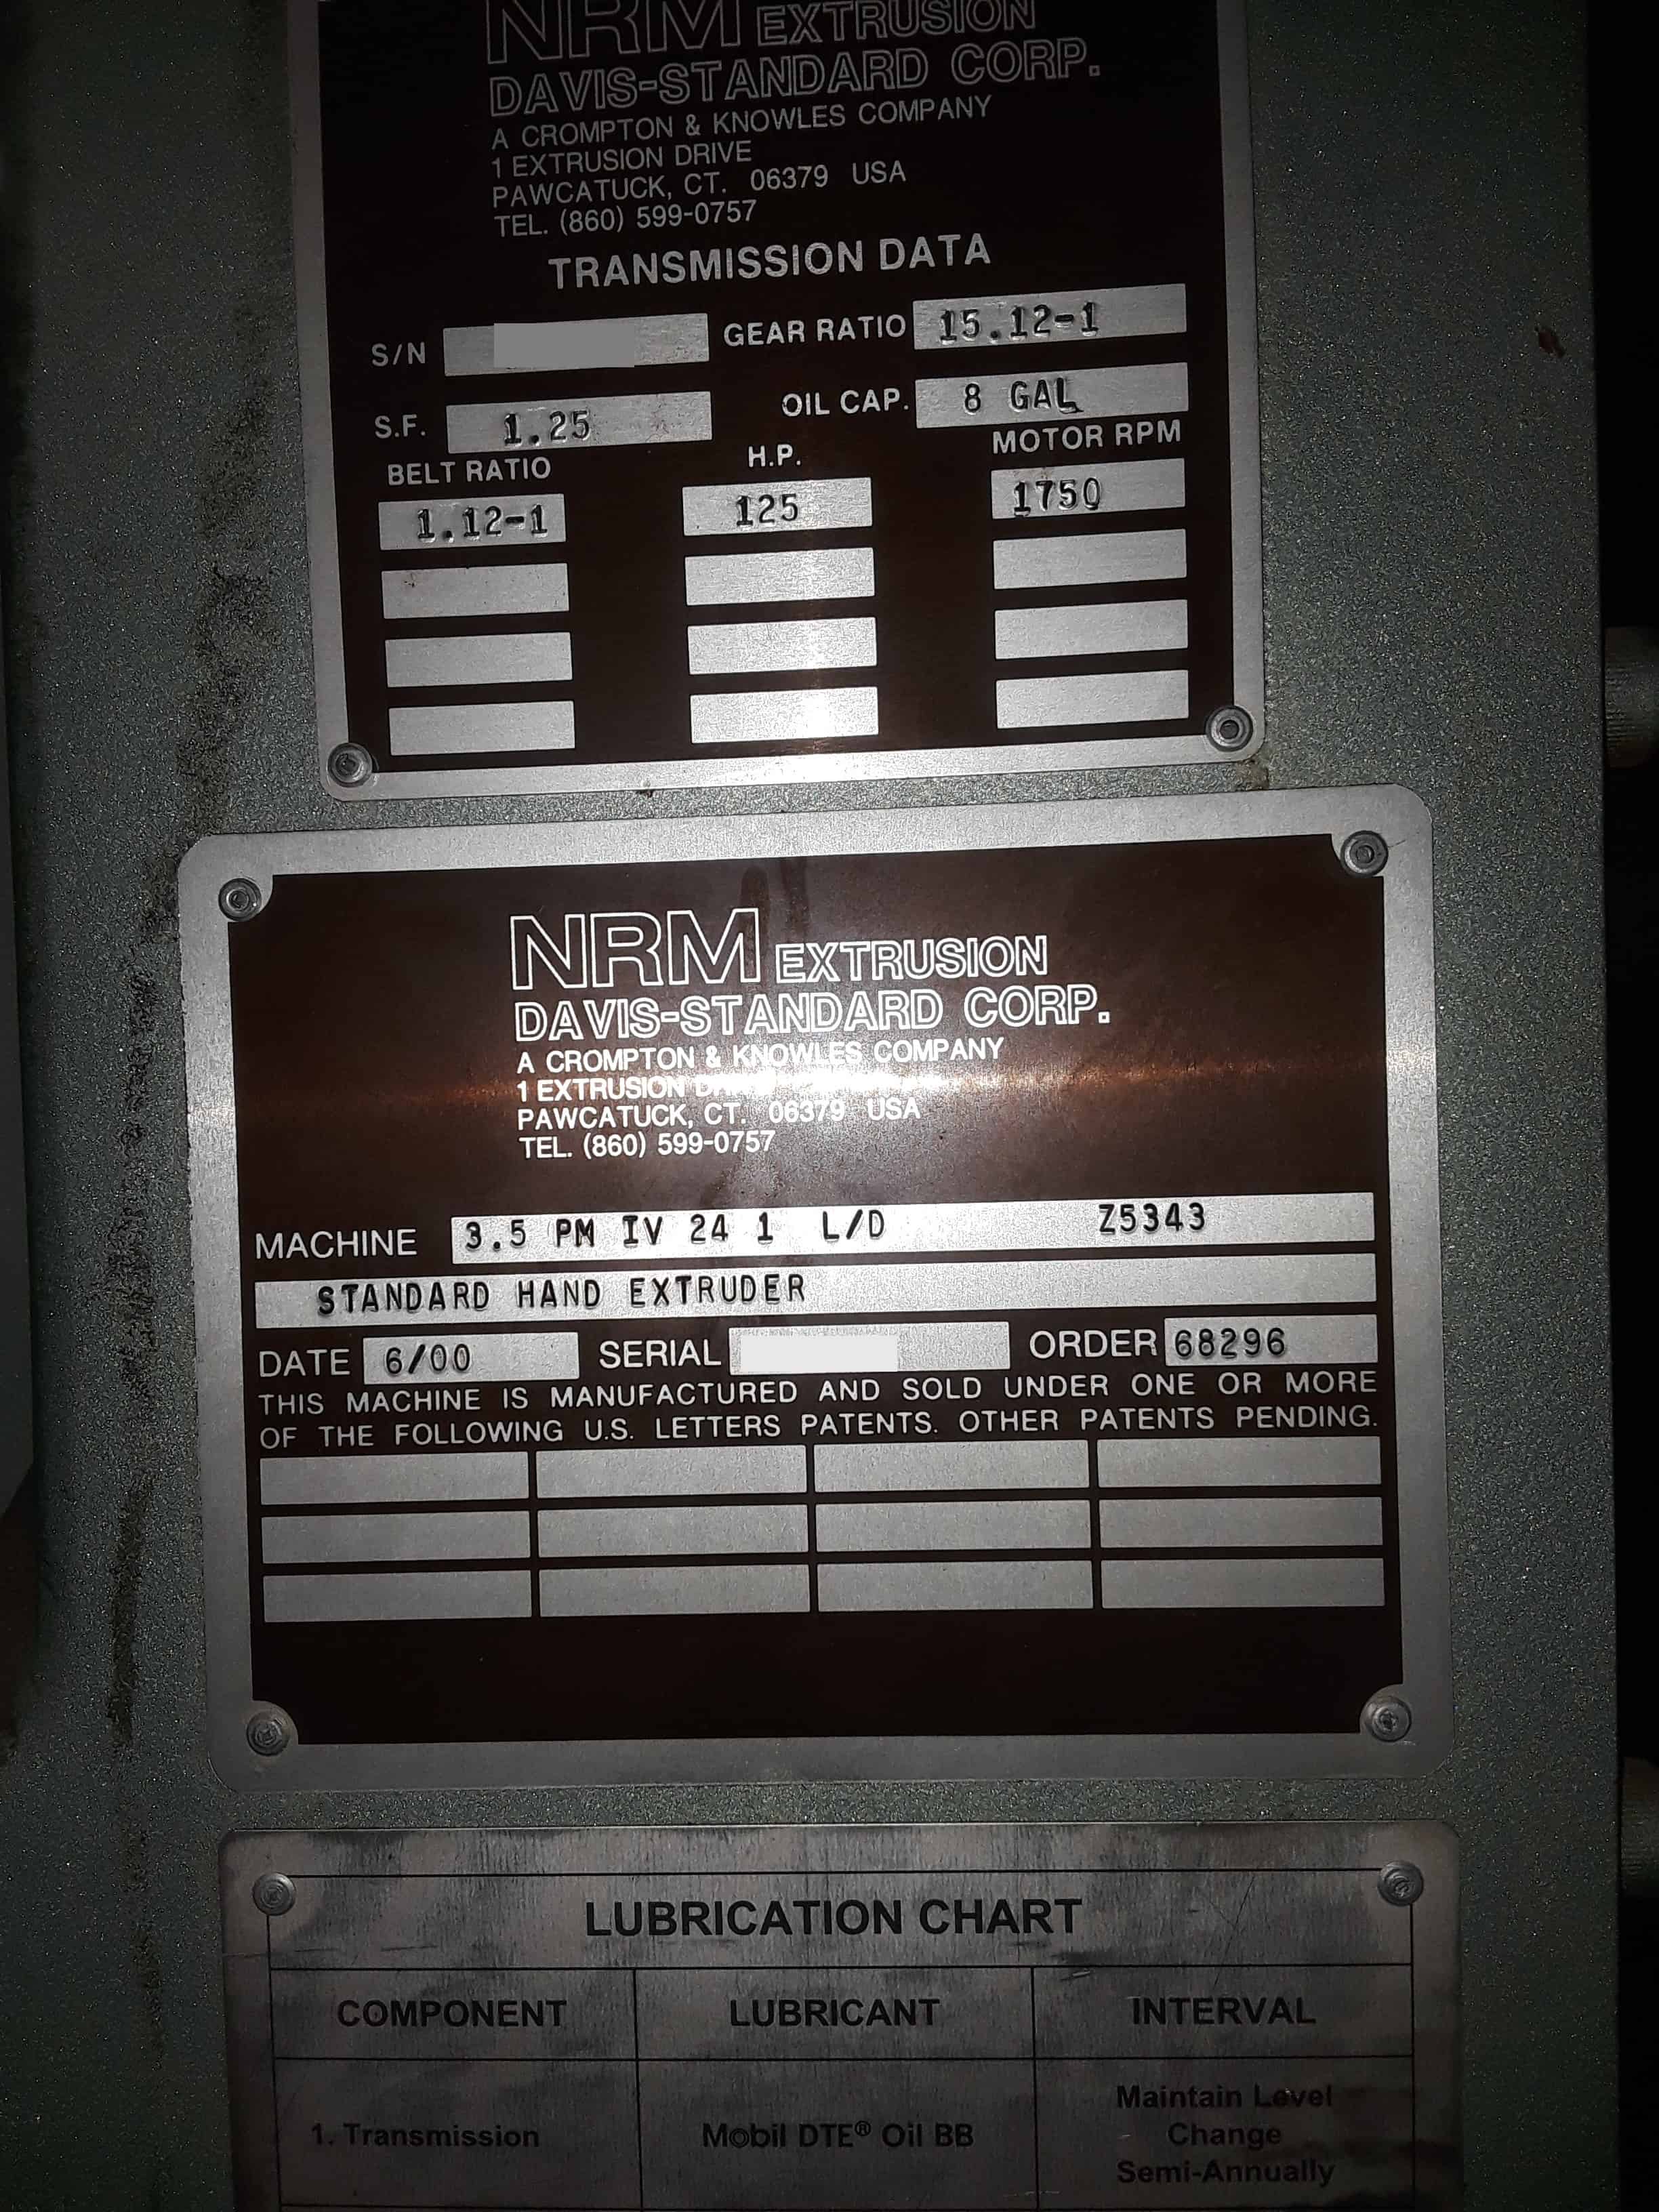 NRM EXTRUSION
DAVIS-STANDARD CORP.
A CROMPTON & KNOWLES COMPANY
1 EXTRUSION DRIVE
PAWCATUCK, CT. 06379 USA
TEL. (860) 599-0757
TRANSMISSION DATA
S/N GEAR RATIO 15.12-1
S.F. 1.25 OIL CAP. 8 GAL
BELT RATIO H.P. MOTOR RPM
1.12-1 125 1750
NRM EXTRUSION
DAVIS-STANDARD CORP.
A CROMPTON & KNOWLES COMPANY
1 EXTRUSION DRIVE
PAWCATUCK, CT. 06379 USA
TEL. (860) 599-0757
MACHINE 3.5 PM IV 24 1 L/D Z5343
STANDARD HAND EXTRUDER
DATE 6/00 SERIAL ORDER 68296
THIS MACHINE IS MANUFACTURED AND SOLD UNDER ONE OR MORE
OF THE FOLLOWING U.S. LETTERS PATENTS. OTHER PATENTS PENDING.
LUBRICATION CHART
COMPONENT LUBRICANT INTERVAL
1. Transmission Mobil DTE® Oil BB Maintain Level
Change
Semi-Annually